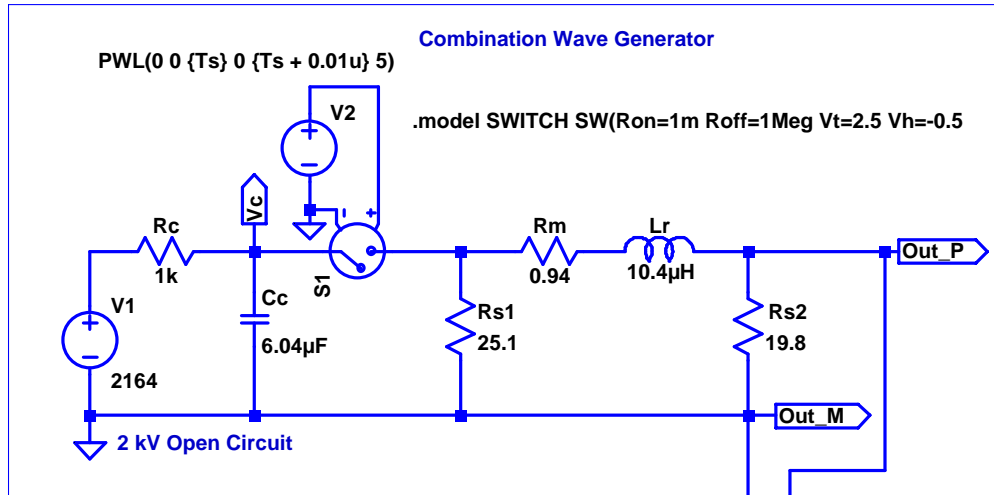 Combination Wave Generator
PWL(0 0 {Ts} 0 {Ts + 0.01u} 5)
V2
.model SWITCH SW(Ron=1m Roff=1Meg Vt=2.5 Vh=-0.5
Vc
Rc
1k
S1
Rm
0.94
Lr
10.4µH
Out_P
V1
2164
Cc
6.04µF
Rs1
25.1
Rs2
19.8
Out_M
2 kV Open Circuit